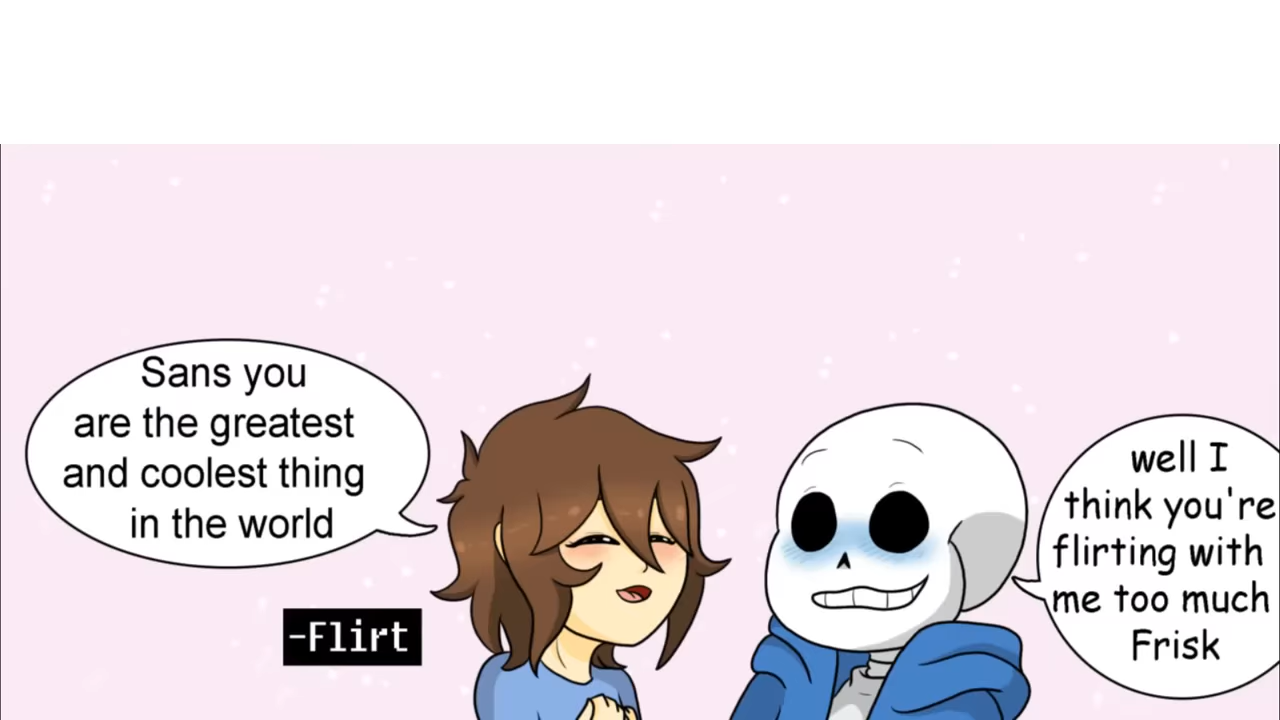 Sans you
are the greatest
and coolest thing
in the world
-Flirt
well I
think you're
flirting with
me too much
Frisk